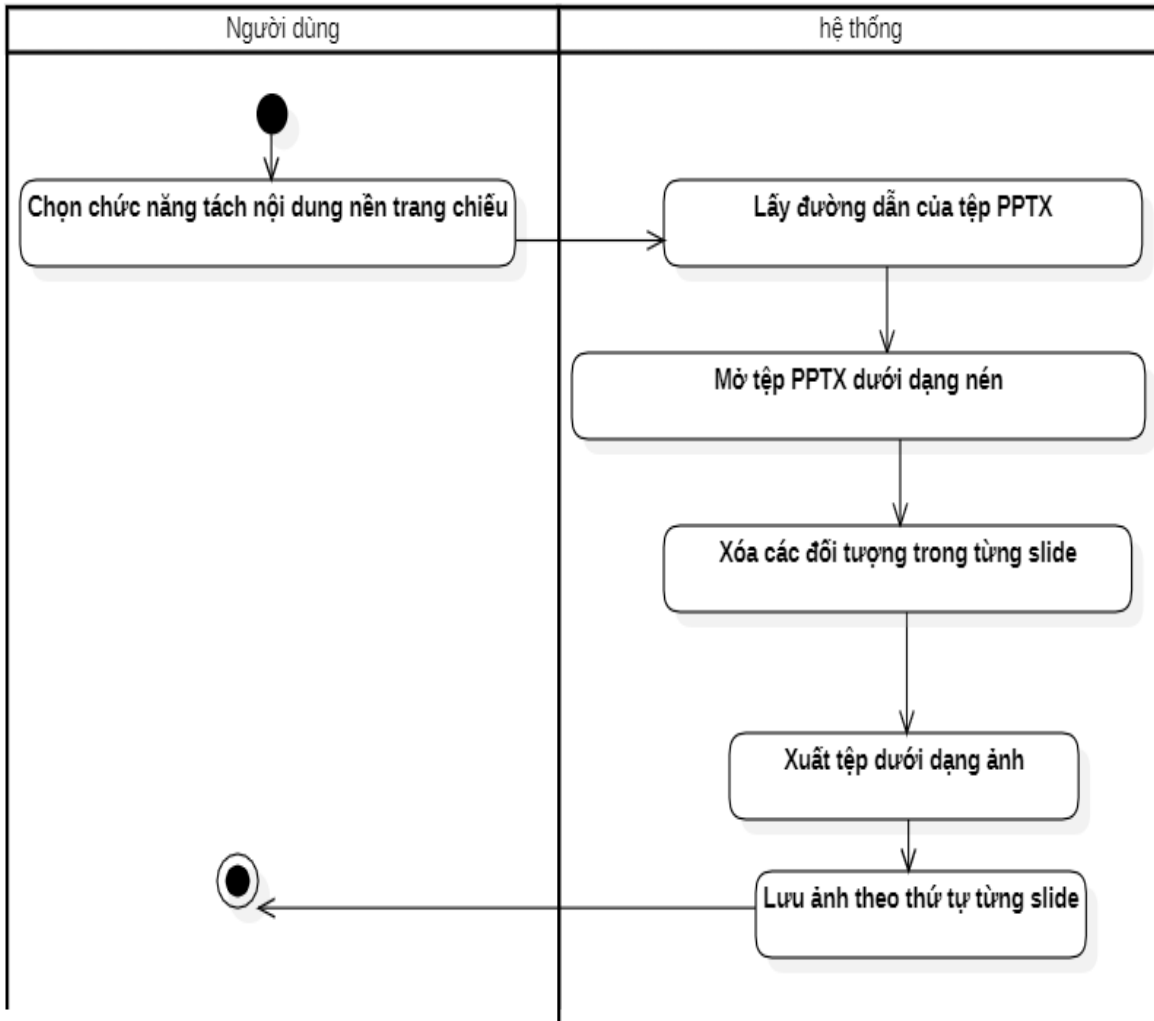 Người dùng
hệ thống
Chọn chức năng tách nội dung nền trang chiếu
Lấy đường dẫn của tệp PPTX
Mở tệp PPTX dưới dạng nén
Xóa các đối tượng trong từng slide
Xuất tệp dưới dạng ảnh
Lưu ảnh theo thứ tự từng slide